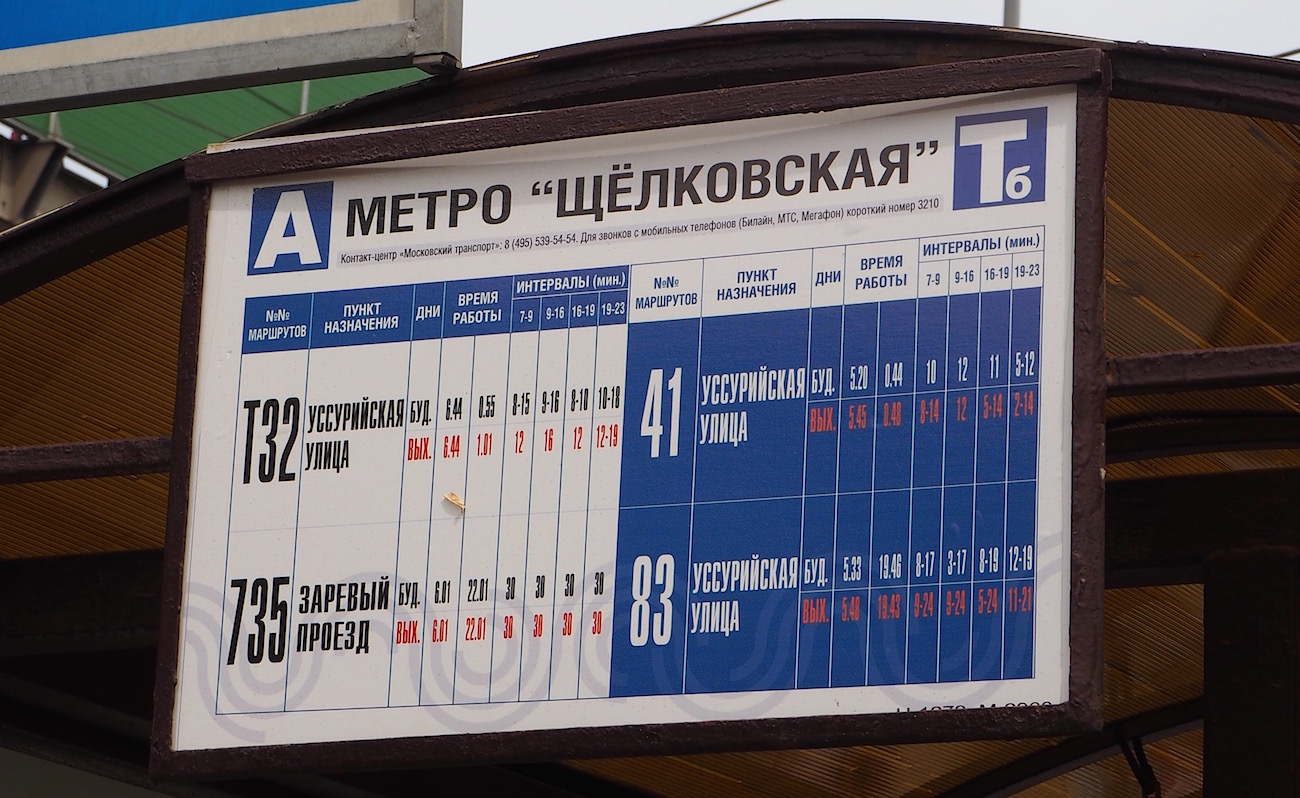 А МЕТРО “ЩЁЛКОВСКАЯ” Тб
Контакт-центр «Московский транспорт»: 8 (495) 539-54-54. Для звонков с мобильных телефонов (Билайн, МТС, Мегафон) короткий номер 3210
№№ МАРШРУТОВ ПУНКТ НАЗНАЧЕНИЯ ДНИ ВРЕМЯ РАБОТЫ ИНТЕРВАЛЫ (мин.)
7-9 9-16 16-19 19-23
Т32 УССУРИЙСКАЯ УЛИЦА БУД. 6.44 0.55 8-15 9-16 8-10 10-18
ВЫХ. 6.44 1.01 12 16 12 12-19
735 ЗАРЕВЫЙ ПРОЕЗД БУД. 6.01 22.01 30 30 30 30
ВЫХ. 6.01 22.01 30 30 30 30
№№ МАРШРУТОВ ПУНКТ НАЗНАЧЕНИЯ ДНИ ВРЕМЯ РАБОТЫ ИНТЕРВАЛЫ (мин.)
7-9 9-16 16-19 19-23
41 УССУРИЙСКАЯ УЛИЦА БУД. 5.20 0.44 10 12 11 5-12
ВЫХ. 5.45 0.48 8-14 12 5-14 2-14
83 УССУРИЙСКАЯ УЛИЦА БУД. 5.33 19.46 8-17 3-17 8-19 12-19
ВЫХ. 5.48 19.43 9-24 9-24 5-24 11-21